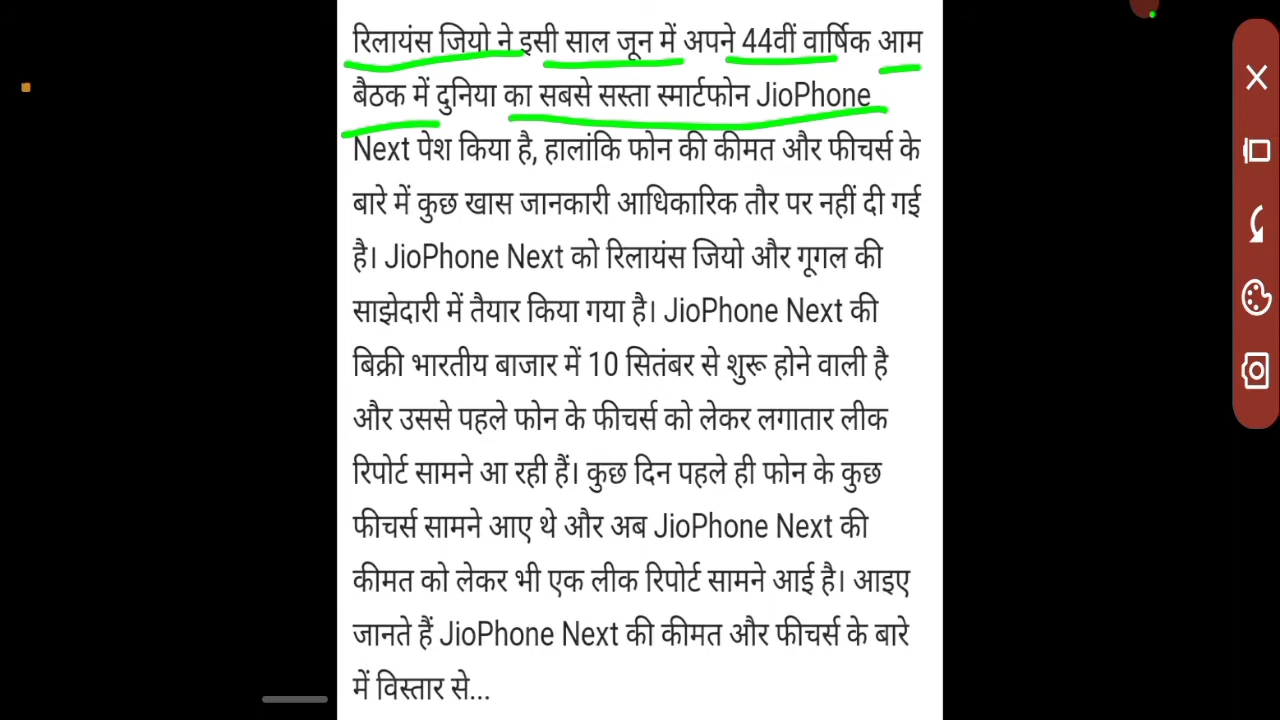 रिलायंस जियो ने इसी साल जून में अपने 44वीं वार्षिक आम
बैठक में दुनिया का सबसे सस्ता स्मार्टफोन JioPhone
Next पेश किया है, हालांकि फोन की कीमत और फीचर्स के
बारे में कुछ खास जानकारी आधिकारिक तौर पर नहीं दी गई
है। JioPhone Next को रिलायंस जियो और गूगल की
साझेदारी में तैयार किया गया है। JioPhone Next की
बिक्री भारतीय बाजार में 10 सितंबर से शुरू होने वाली है
और उससे पहले फोन के फीचर्स को लेकर लगातार लीक
रिपोर्ट सामने आ रही हैं। कुछ दिन पहले ही फोन के कुछ
फीचर्स सामने आए थे और अब JioPhone Next की
कीमत को लेकर भी एक लीक रिपोर्ट सामने आई है। आइए
जानते हैं JioPhone Next की कीमत और फीचर्स के बारे
में विस्तार से...